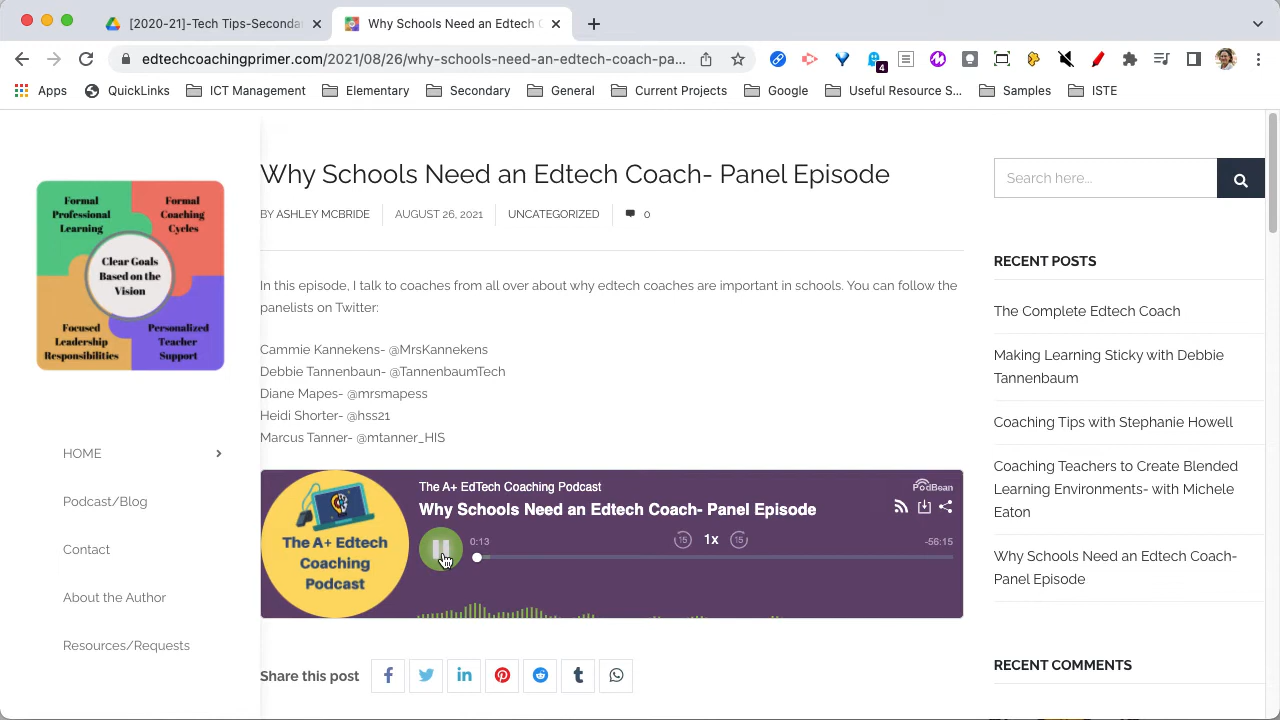 [2020-21]-Tech Tips-Seconda
Why Schools Need an Edtech C
edtechcoachingprimer.com/2021/08/26/why-schools-need-an-edtech-coach-pa...
4
Apps
QuickLinks
ICT Management
Elementary
Secondary
General
Current Projects
Google
Useful Resource S...
Samples
ISTE
Formal
Professional
Learning
Formal
Coaching
Cycles
Clear Goals
Based on the
Vision
Focused
Leadership
Responsibilities
Personalized
Teacher
Support
HOME
Podcast/Blog
Contact
About the Author
Resources/Requests
Why Schools Need an Edtech Coach- Panel Episode
BY ASHLEY MCBRIDE
AUGUST 26, 2021
UNCATEGORIZED
0
In this episode, I talk to coaches from all over about why edtech coaches are important in schools. You can follow the
panelists on Twitter:
Cammie Kannekens- @MrsKannekens
Debbie Tannenbaun- @TannenbaumTech
Diane Mapes- @mrsmapess
Heidi Shorter- @hss21
Marcus Tanner- @mtanner_HIS
The A+ Edtech
Coaching
Podcast
The A+ EdTech Coaching Podcast
PodBean
Why Schools Need an Edtech Coach- Panel Episode
0:13
15
1x
15
-56:15
Share this post
Search here...
RECENT POSTS
The Complete Edtech Coach
Making Learning Sticky with Debbie
Tannenbaum
Coaching Tips with Stephanie Howell
Coaching Teachers to Create Blended
Learning Environments- with Michele
Eaton
Why Schools Need an Edtech Coach-
Panel Episode
RECENT COMMENTS